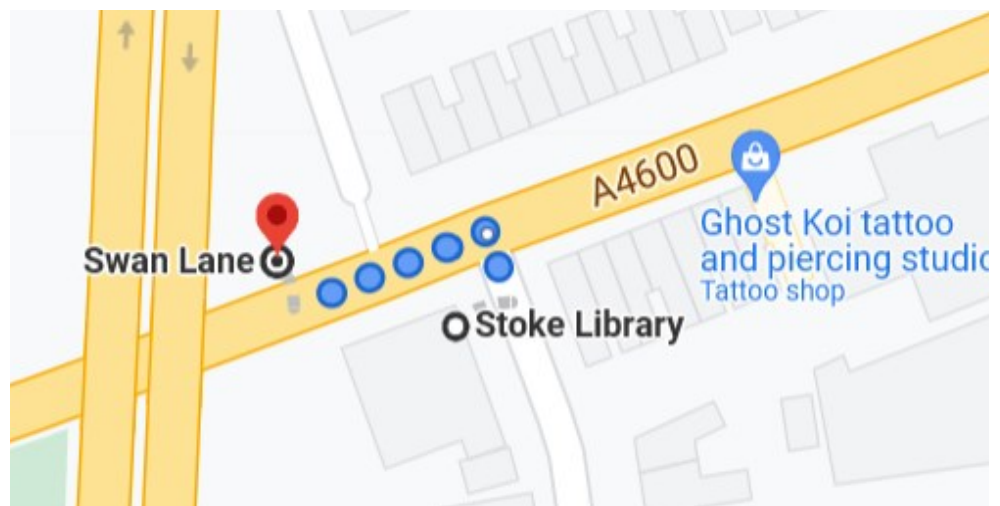 A4600
Ghost Koi tattoo
and piercing studio
Tattoo shop
Swan Lane
Stoke Library